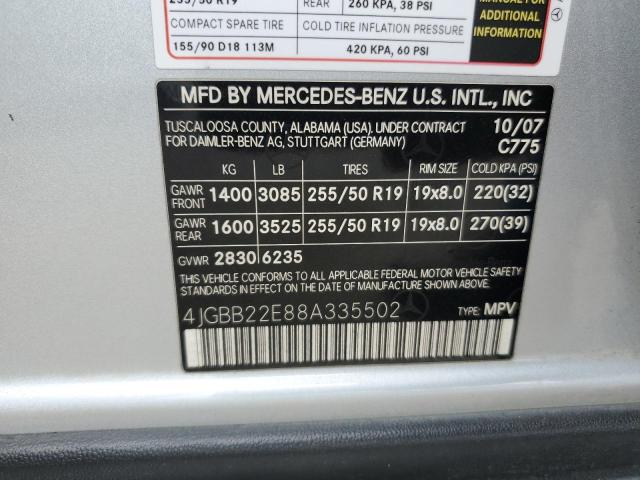 255/50 R19 REAR 260 KPA, 38 PSI
MANUAL FOR
ADDITIONAL
INFORMATION
COMPACT SPARE TIRE COLD TIRE INFLATION PRESSURE
155/90 D18 113M 420 KPA, 60 PSI
MFD BY MERCEDES-BENZ U.S. INTL., INC
TUSCALOOSA COUNTY, ALABAMA (USA). UNDER CONTRACT 10/07
FOR DAIMLER-BENZ AG, STUTTGART (GERMANY) C775
KG LB TIRES RIM SIZE COLD KPA (PSI)
GAWR FRONT 1400 3085 255/50 R19 19x8.0 220(32)
GAWR REAR 1600 3525 255/50 R19 19x8.0 270(39)
GVWR 2830 6235
THIS VEHICLE CONFORMS TO ALL APPLICABLE FEDERAL MOTOR VEHICLE SAFETY
STANDARDS IN EFFECT ON THE DATE OF MANUFACTURE SHOWN ABOVE.
4JGBB22E88A335502 TYPE: MPV